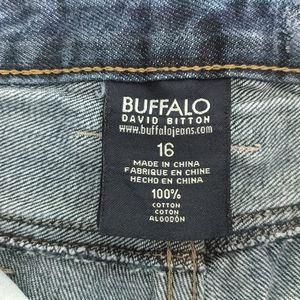 BUFFALO
DAVID BITTON
www.buffalojeans.com
16
MADE IN CHINA
FABRIQUE EN CHINE
HECHO EN CHINA
100%
COTTON
COTON
ALGODÓN